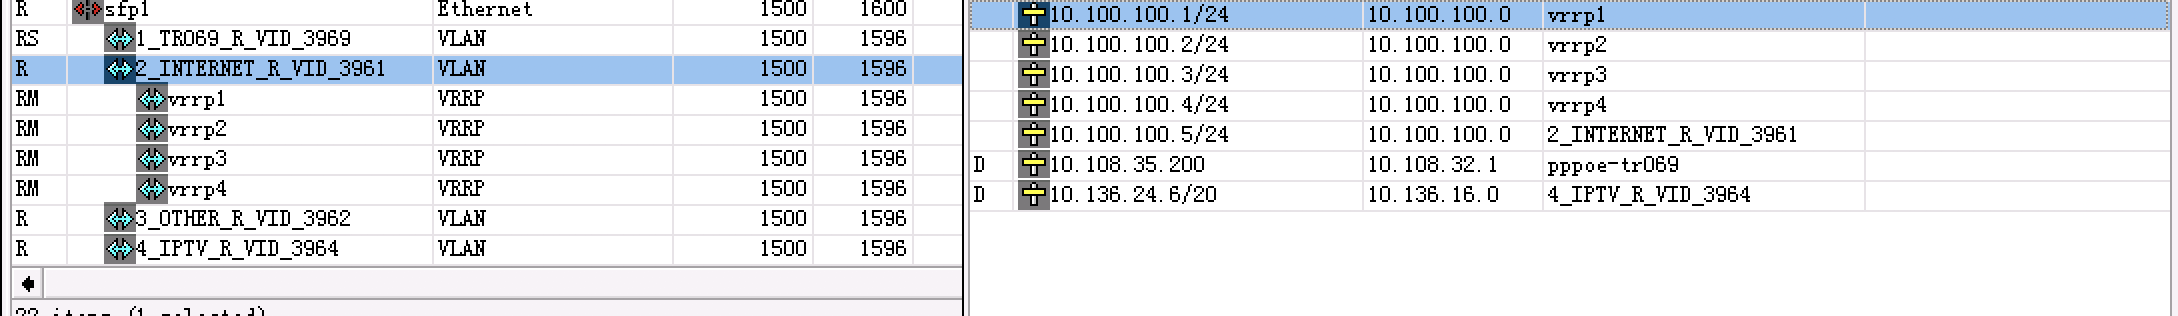 R sfp1 Ethernet 1500 1600
RS 1_TR069_R_VID_3969 VLAN 1500 1596
R 2_INTERNET_R_VID_3961 VLAN 1500 1596
RM vrrp1 VRRP 1500 1596
RM vrrp2 VRRP 1500 1596
RM vrrp3 VRRP 1500 1596
RM vrrp4 VRRP 1500 1596
R 3_OTHER_R_VID_3962 VLAN 1500 1596
R 4_IPTV_R_VID_3964 VLAN 1500 1596
22 items (1 selected)
10.100.100.1/24 10.100.100.0 vrrp1
10.100.100.2/24 10.100.100.0 vrrp2
10.100.100.3/24 10.100.100.0 vrrp3
10.100.100.4/24 10.100.100.0 vrrp4
10.100.100.5/24 10.100.100.0 2_INTERNET_R_VID_3961
D 10.108.35.200 10.108.32.1 pppoe-tr069
D 10.136.24.6/20 10.136.16.0 4_IPTV_R_VID_3964